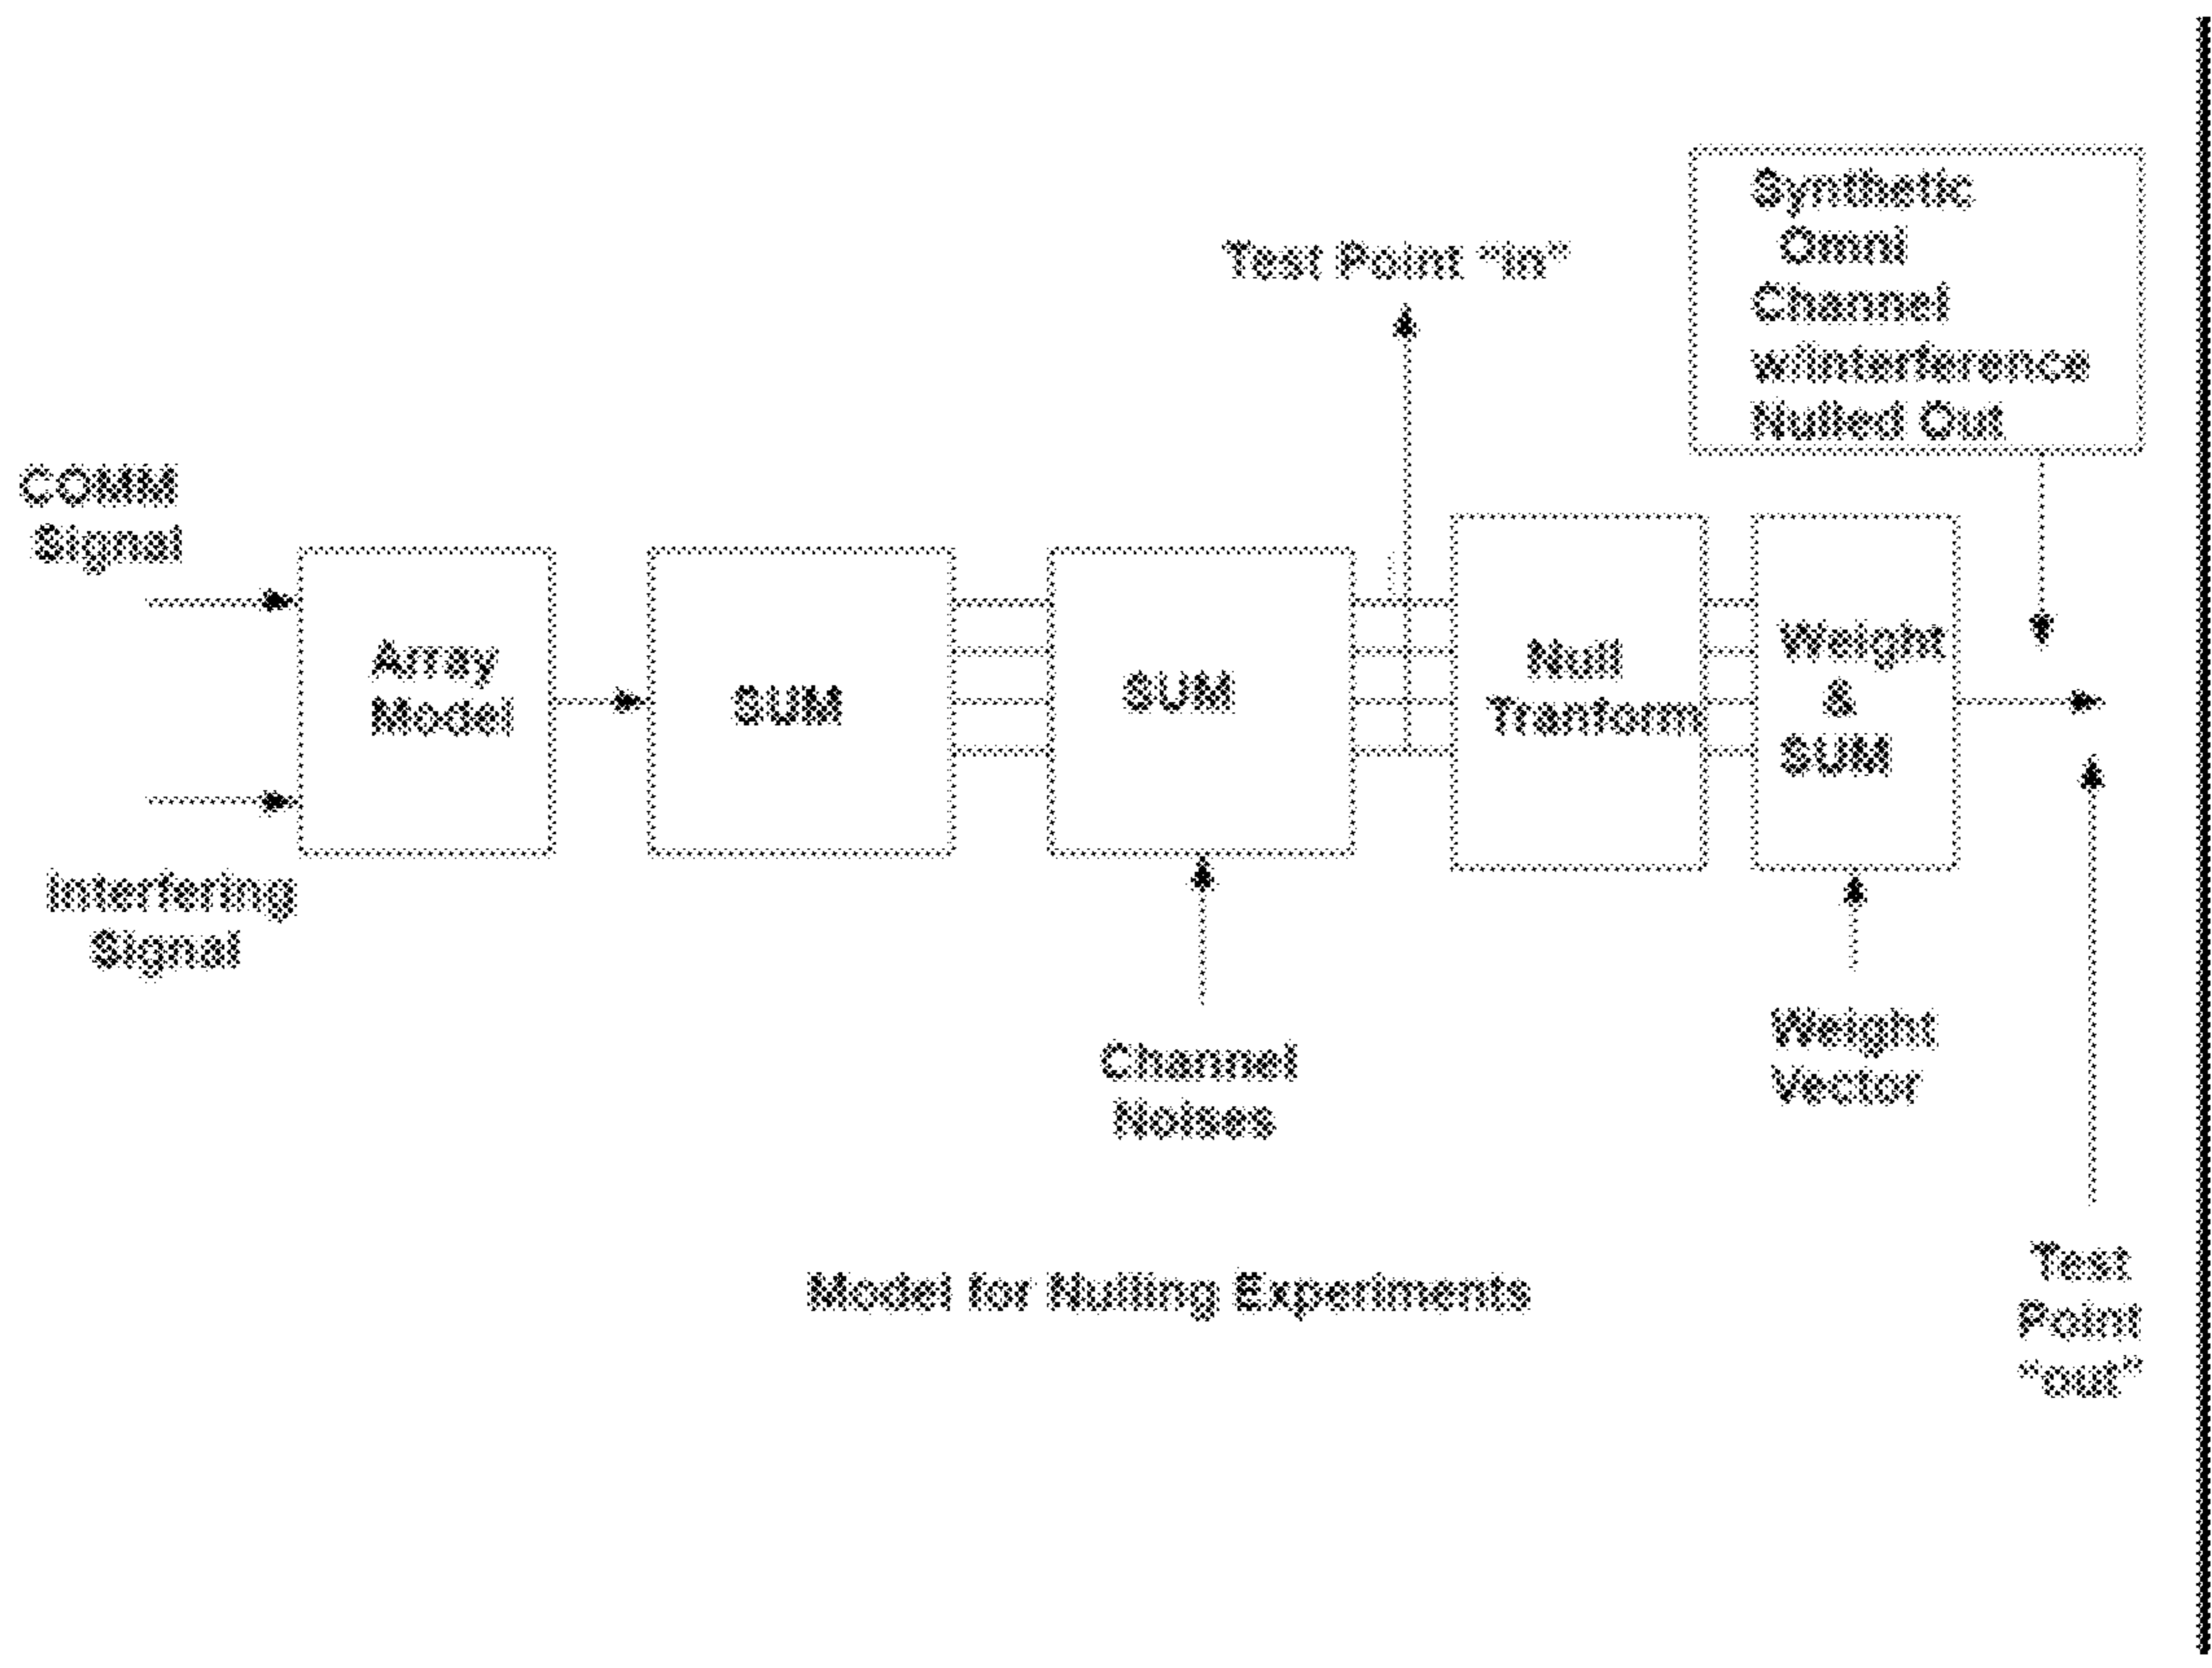 Synthetic
Omni
Channel
w/interference
Nulled Out
Test Point "in"
COMM
Signal
Array
Model
SUM
SUM
Null
Tranform
Weight
&
SUM
Interfering
Signal
Channel
Noises
Weight
Vector
Test
Point
"out"
Model for Nulling Experiments